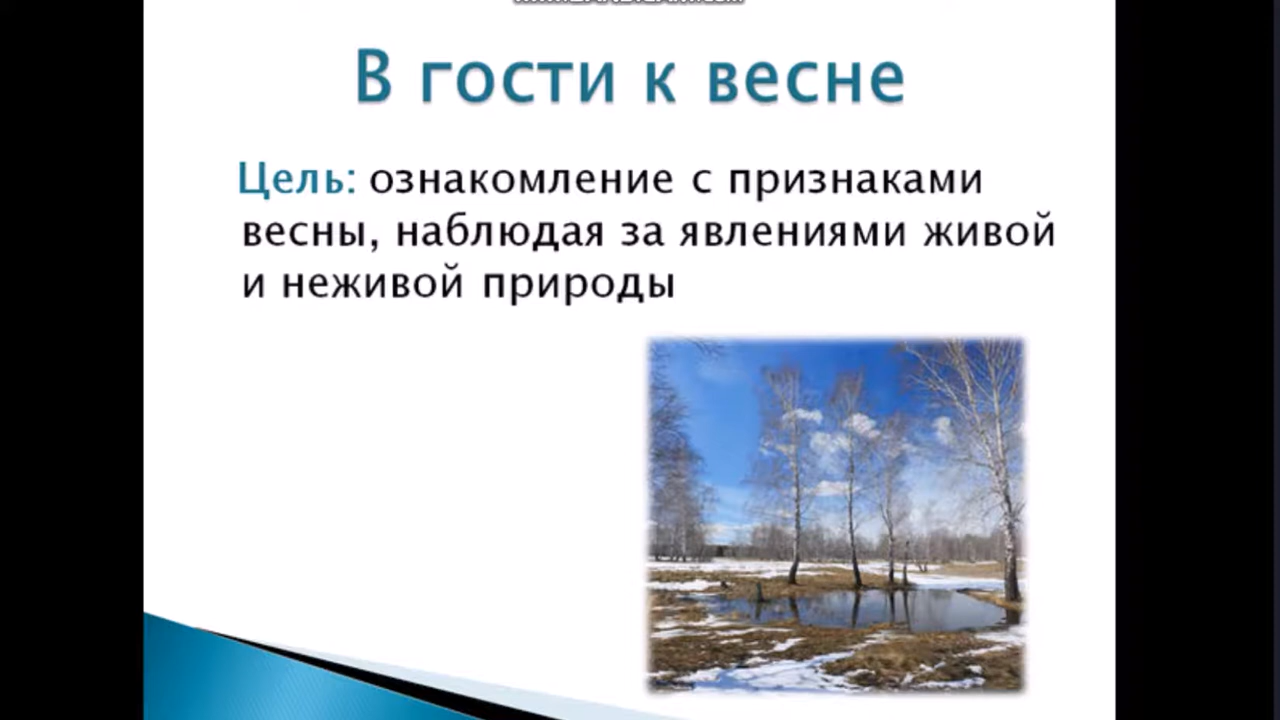 В гости к весне
Цель: ознакомление с признаками
весны, наблюдая за явлениями живой
и неживой природы